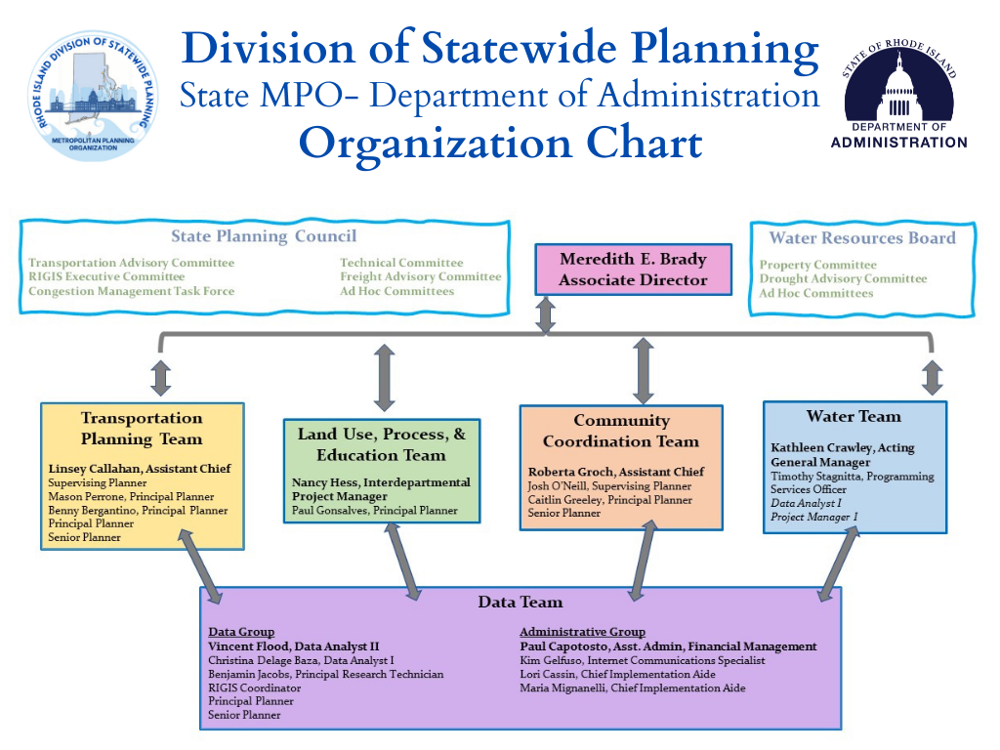 Division of Statewide Planning
State MPO- Department of Administration
Organization Chart
RHODE ISLAND DIVISION OF STATEWIDE PLANNING
METROPOLITAN PLANNING
ORGANIZATION
STATE OF RHODE ISLAND
DEPARTMENT OF
ADMINISTRATION
State Planning Council
Transportation Advisory Committee
RIGIS Executive Committee
Congestion Management Task Force
Technical Committee
Freight Advisory Committee
Ad Hoc Committees
Meredith E. Brady
Associate Director
Water Resources Board
Property Committee
Drought Advisory Committee
Ad Hoc Committees
Transportation
Planning Team
Linsey Callahan, Assistant Chief
Supervising Planner
Mason Perrone, Principal Planner
Benny Bergantino, Principal Planner
Principal Planner
Senior Planner
Land Use, Process, &
Education Team
Nancy Hess, Interdepartmental
Project Manager
Paul Gonsalves, Principal Planner
Community
Coordination Team
Roberta Groch, Assistant Chief
Josh O'Neill, Supervising Planner
Caitlin Greeley, Principal Planner
Senior Planner
Water Team
Kathleen Crawley, Acting
General Manager
Timothy Stagnitta, Programming
Services Officer
Data Analyst I
Project Manager I
Data Team
Data Group
Vincent Flood, Data Analyst II
Christina Delage Baza, Data Analyst I
Benjamin Jacobs, Principal Research Technician
RIGIS Coordinator
Principal Planner
Senior Planner
Administrative Group
Paul Capotosto, Asst. Admin, Financial Management
Kim Gelfuso, Internet Communications Specialist
Lori Cassin, Chief Implementation Aide
Maria Mignanelli, Chief Implementation Aide